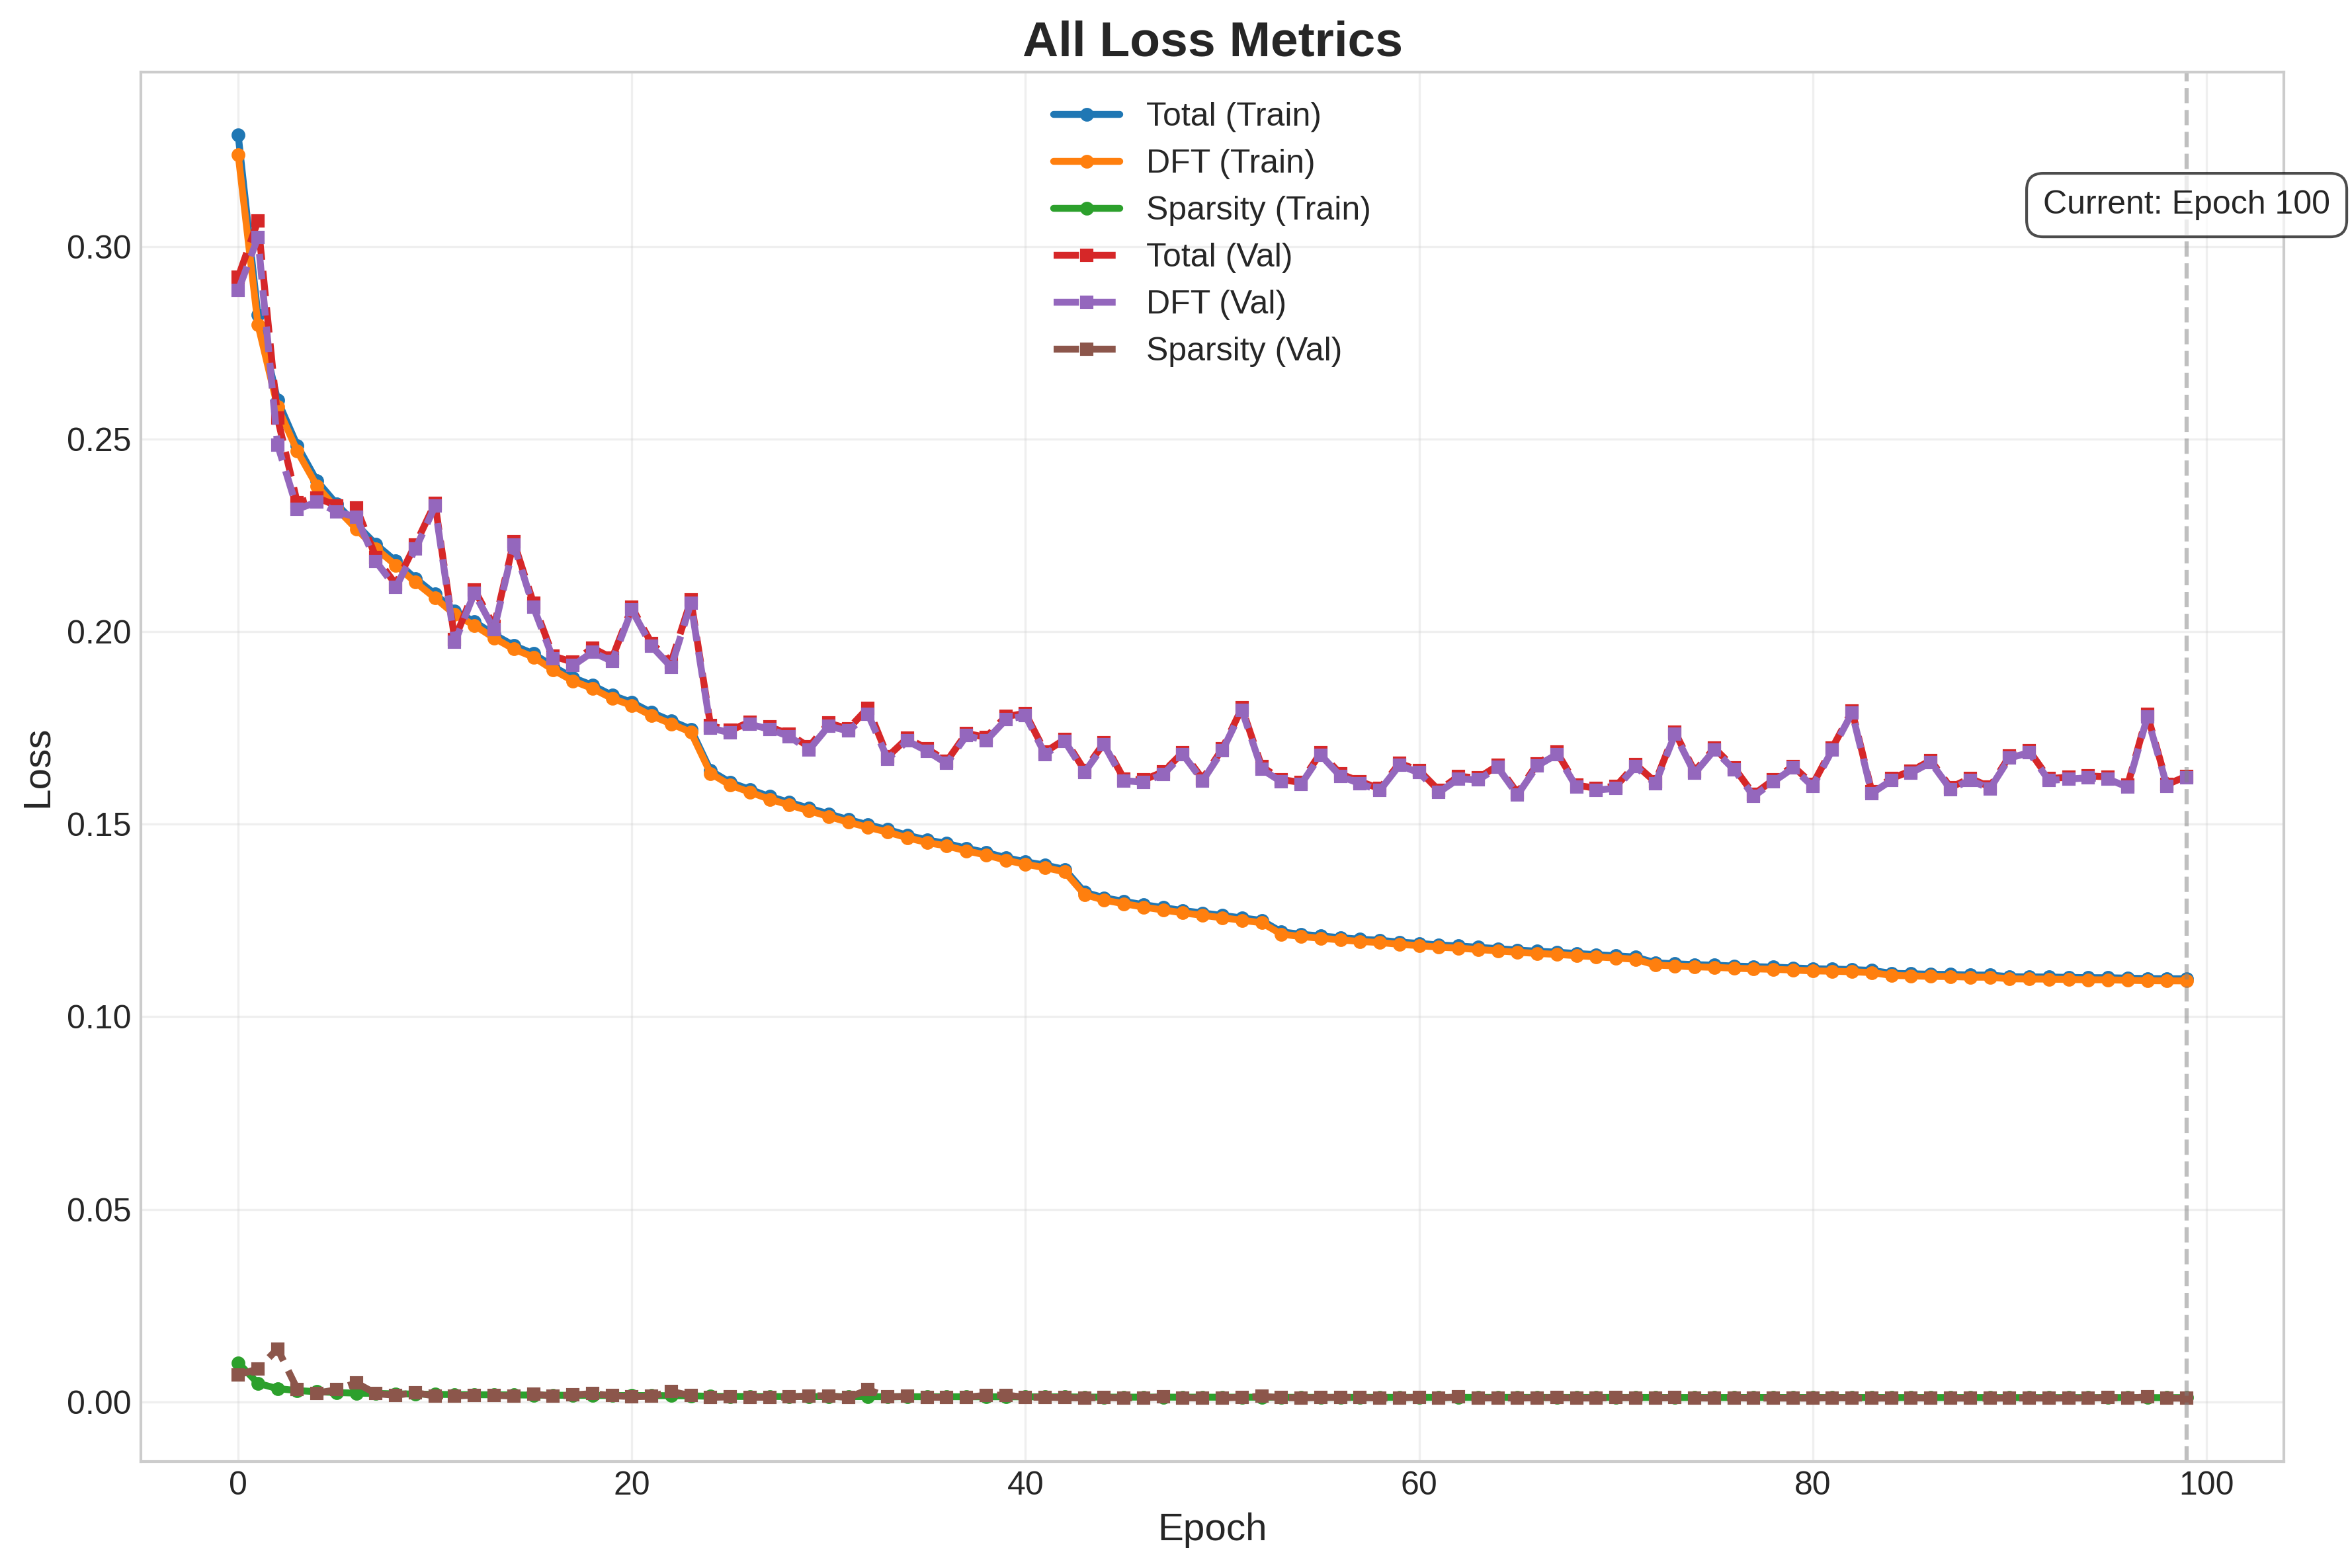 All Loss Metrics
Total (Train)
DFT (Train)
Sparsity (Train)
Total (Val)
DFT (Val)
Sparsity (Val)
Current: Epoch 100
Loss
0.30
0.25
0.20
0.15
0.10
0.05
0.00
0 20 40 60 80 100
Epoch